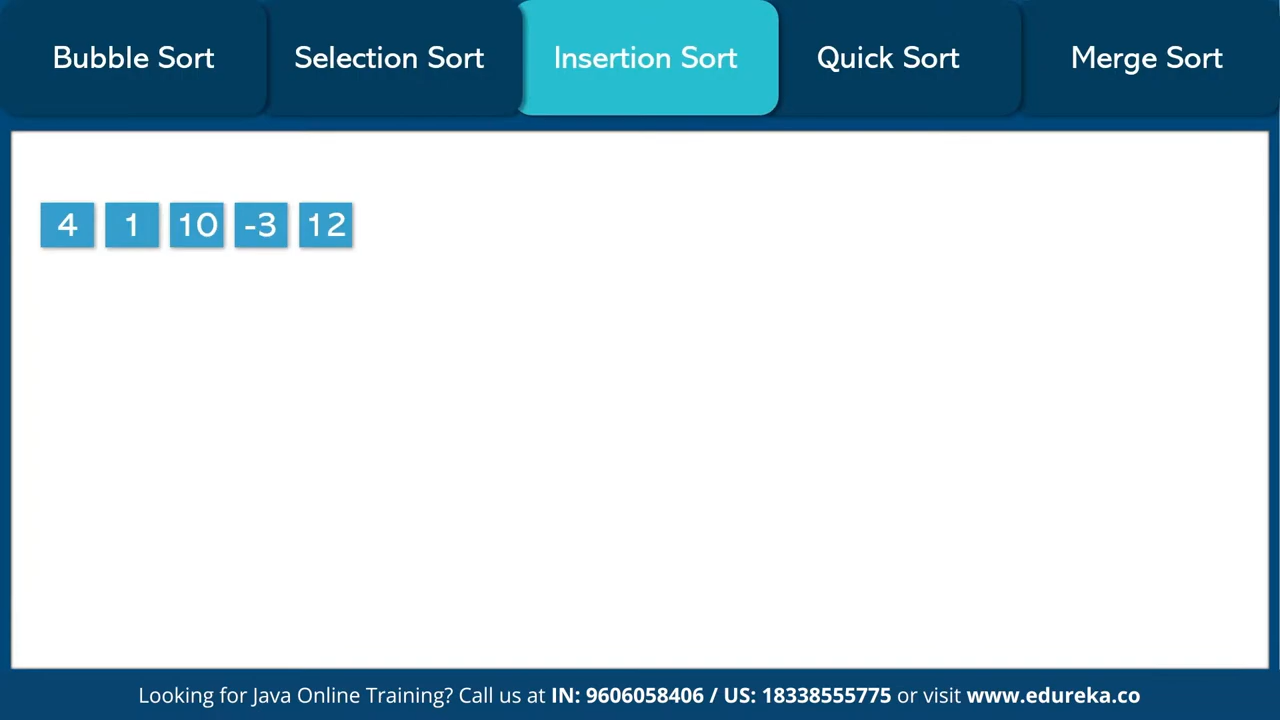 Bubble Sort Selection Sort Insertion Sort Quick Sort Merge Sort
4 1 10 -3 12
Looking for Java Online Training? Call us at IN: 9606058406 / US: 18338555775 or visit www.edureka.co